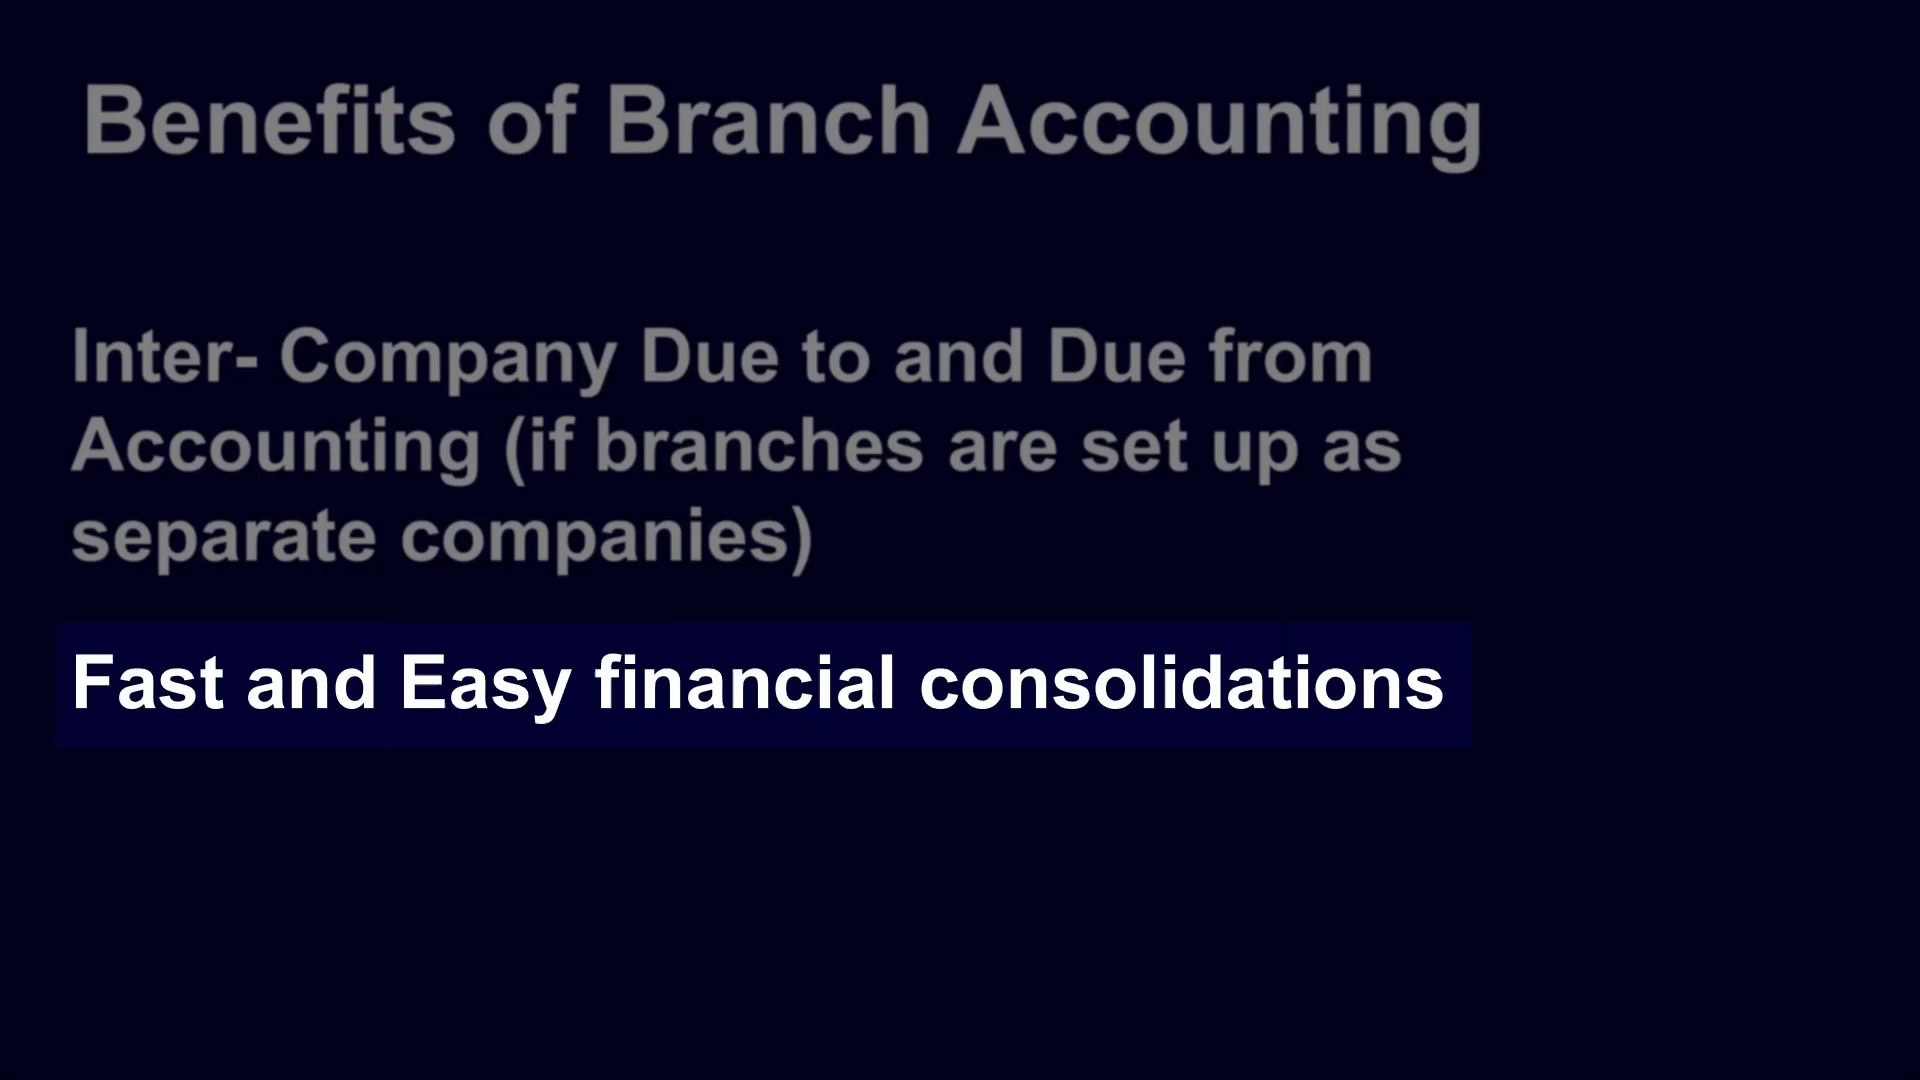 Benefits of Branch Accounting
Inter- Company Due to and Due from
Accounting (if branches are set up as
separate companies)
Fast and Easy financial consolidations